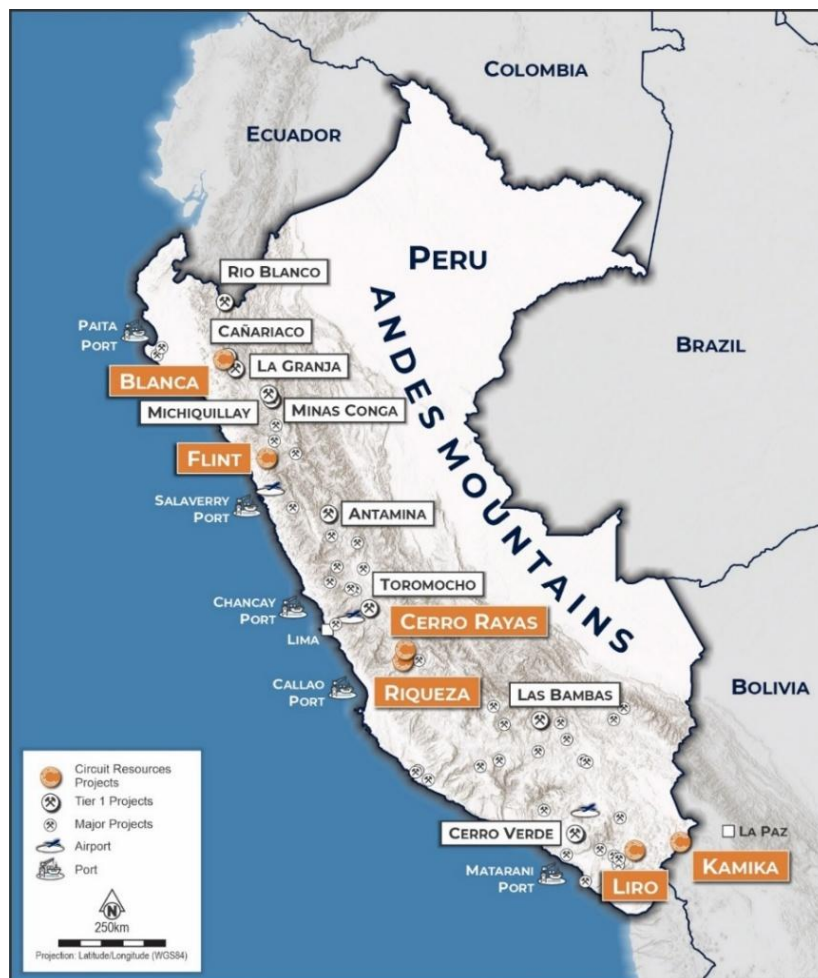 COLOMBIA
ECUADOR
PERU
ANDES MOUNTAINS
BRAZIL
RIO BLANCO
PAITA
PORT
CAÑARIACO
LA GRANJA
BLANCA
MICHIQUILLAY
MINAS CONGA
FLINT
SALAVERRY
PORT
ANTAMINA
TOROMOCHO
CHANCAY
PORT
CERRO RAYAS
LIMA
CALLAO
PORT
RIQUEZA
LAS BAMBAS
BOLIVIA
CERRO VERDE
LA PAZ
MATARANI
PORT
LIRO
KAMIKA
Circuit Resources
Projects
Tier 1 Projects
Major Projects
Airport
Port
N
250km
Projection: Latitude/Longitude (WGS84)